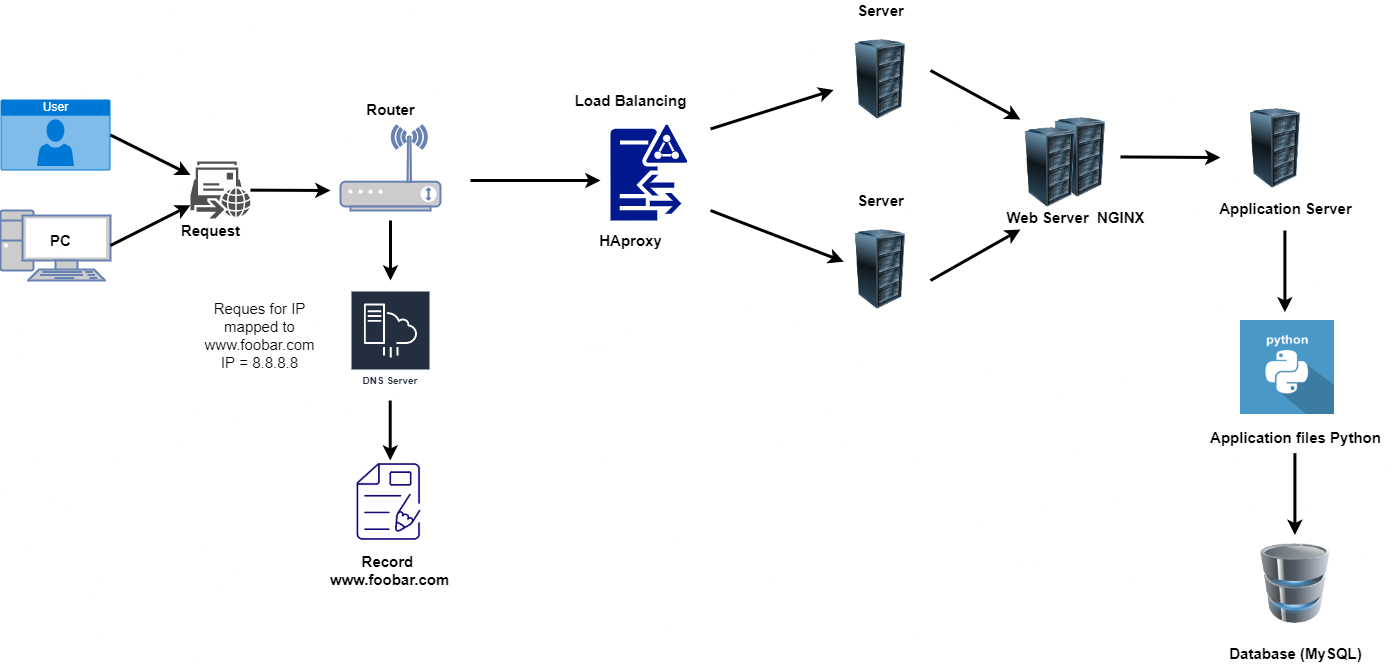 Server
User
Load Balancing
Router
Server
Web Server NGINX
Application Server
Request
PC
HAproxy
Reques for IP
mapped to
www.foobar.com
IP = 8.8.8.8
DNS Server
python
Application files Python
Record
www.foobar.com
Database (MySQL)